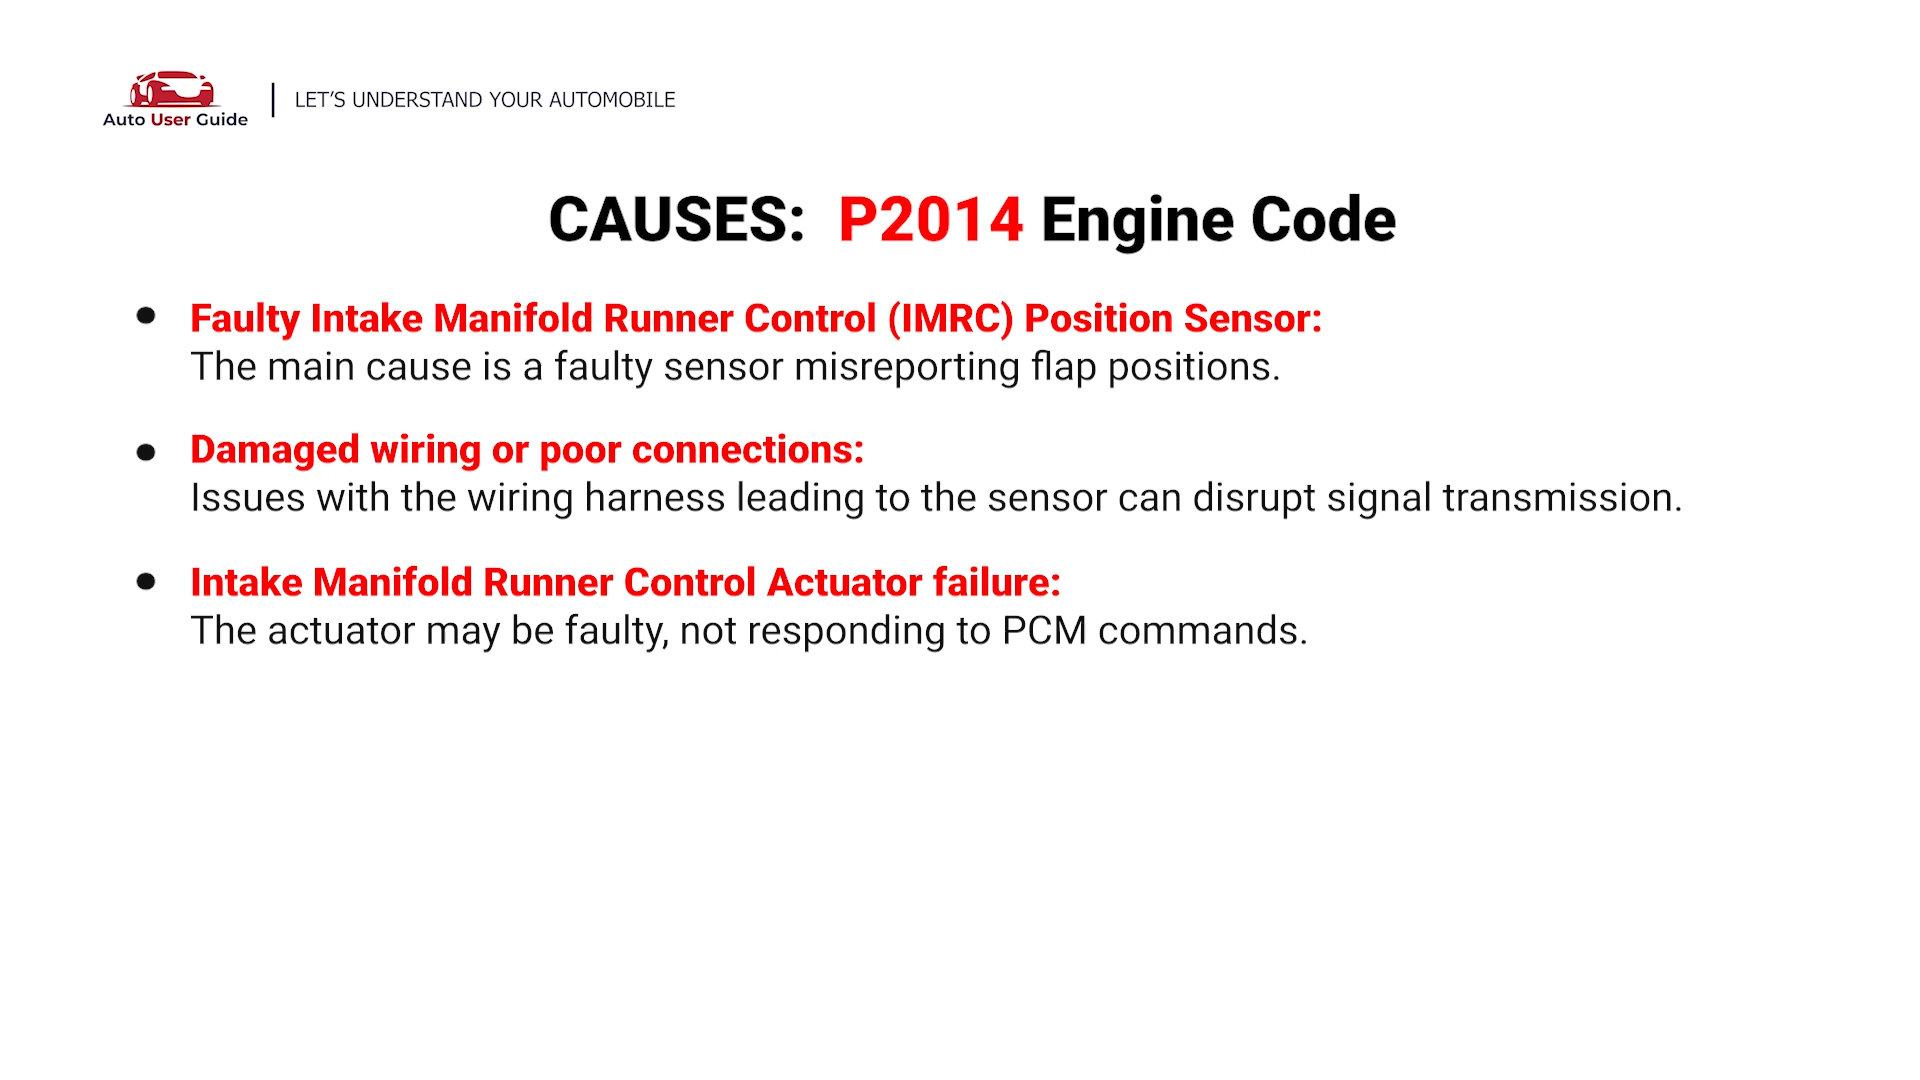 Auto User Guide
LET'S UNDERSTAND YOUR AUTOMOBILE
CAUSES: P2014 Engine Code
• Faulty Intake Manifold Runner Control (IMRC) Position Sensor:
The main cause is a faulty sensor misreporting flap positions.
• Damaged wiring or poor connections:
Issues with the wiring harness leading to the sensor can disrupt signal transmission.
• Intake Manifold Runner Control Actuator failure:
The actuator may be faulty, not responding to PCM commands.